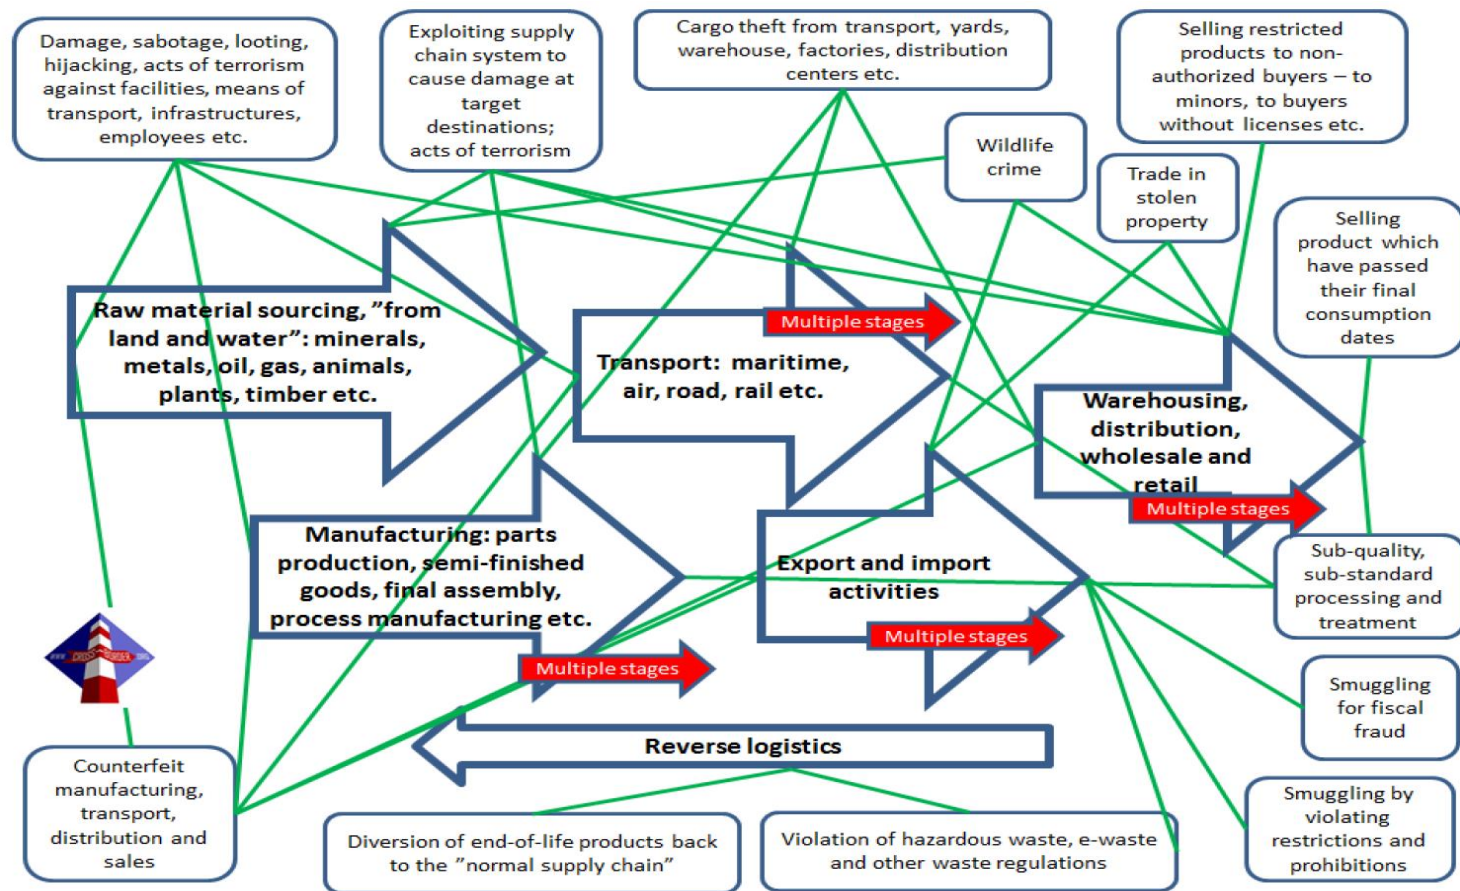 Damage, sabotage, looting,
hijacking, acts of terrorism
against facilities, means of
transport, infrastructures,
employees etc.
Exploiting supply
chain system to
cause damage at
target
destinations;
acts of terrorism
Cargo theft from transport, yards,
warehouse, factories, distribution
centers etc.
Selling restricted
products to non-
authorized buyers – to
minors, to buyers
without licenses etc.
Wildlife
crime
Trade in
stolen
property
Selling
product which
have passed
their final
consumption
dates
Raw material sourcing, ”from
land and water”: minerals,
metals, oil, gas, animals,
plants, timber etc.
Multiple stages
Transport: maritime,
air, road, rail etc.
Warehousing,
distribution,
wholesale and
retail
Multiple stages
Manufacturing: parts
production, semi-finished
goods, final assembly,
process manufacturing etc.
Multiple stages
Export and import
activities
Multiple stages
Sub-quality,
sub-standard
processing and
treatment
WWW.
CROSS-BORDER
.ORG
Smuggling
for fiscal
fraud
Reverse logistics
Counterfeit
manufacturing,
transport,
distribution and
sales
Diversion of end-of-life products back
to the ”normal supply chain”
Violation of hazardous waste, e-waste
and other waste regulations
Smuggling by
violating
restrictions and
prohibitions